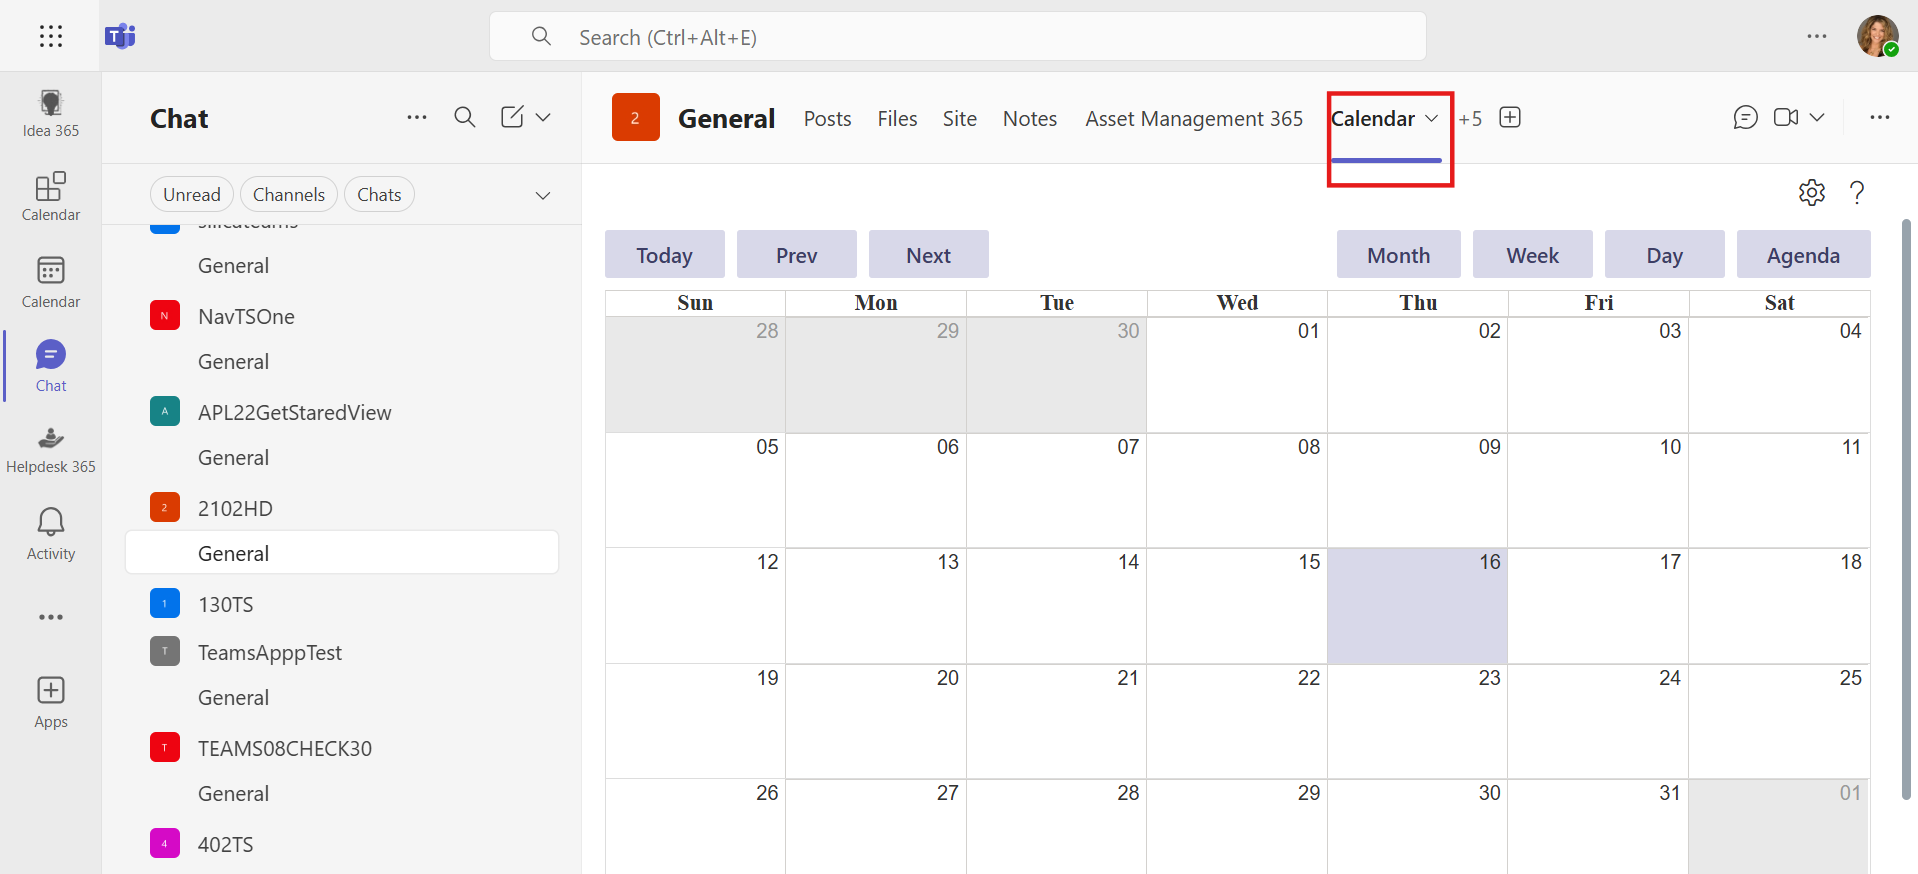 Search (Ctrl+Alt+E)
Idea 365
Calendar
Calendar
Chat
Helpdesk 365
Activity
Apps
Chat
Unread Channels Chats
General
N NavTSOne
General
A APL22GetStaredView
General
2 2102HD
General
1 130TS
T TeamsApppTest
General
T TEAMS08CHECK30
General
4 402TS
2 General Posts Files Site Notes Asset Management 365 Calendar +5
?
Today Prev Next Month Week Day Agenda
Sun Mon Tue Wed Thu Fri Sat
28 29 30 01 02 03 04
05 06 07 08 09 10 11
12 13 14 15 16 17 18
19 20 21 22 23 24 25
26 27 28 29 30 31 01